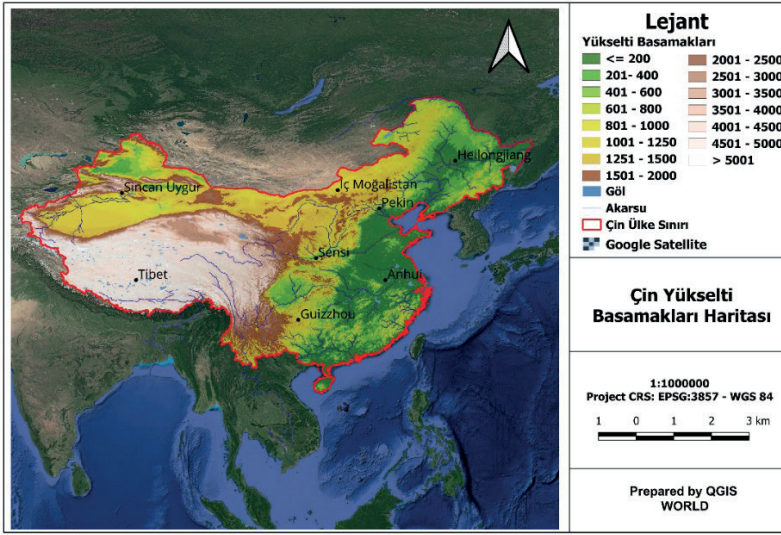 Heilongjiang
Sincan Uygur
İç Moğalistan
Pekin
Şensi
Tibet
Anhui
Guizzhou
Lejant
Yükselti Basamakları
<= 200
201- 400
401 - 600
601 - 800
801 - 1000
1001 - 1250
1251 - 1500
1501 - 2000
2001 - 2500
2501 - 3000
3001 - 3500
3501 - 4000
4001 - 4500
4501 - 5000
> 5001
Göl
Akarsu
Çin Ülke Sınırı
Google Satellite
Çin Yükselti
Basamakları Haritası
1:1000000
Project CRS: EPSG:3857 - WGS 84
1 0 1 2 3 km
Prepared by QGIS
WORLD